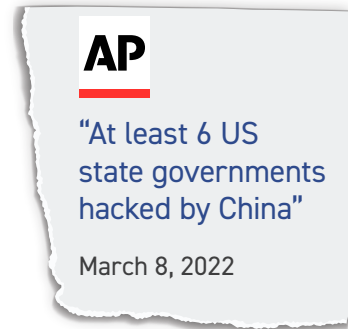 AP
“At least 6 US
state governments
hacked by China”
March 8, 2022